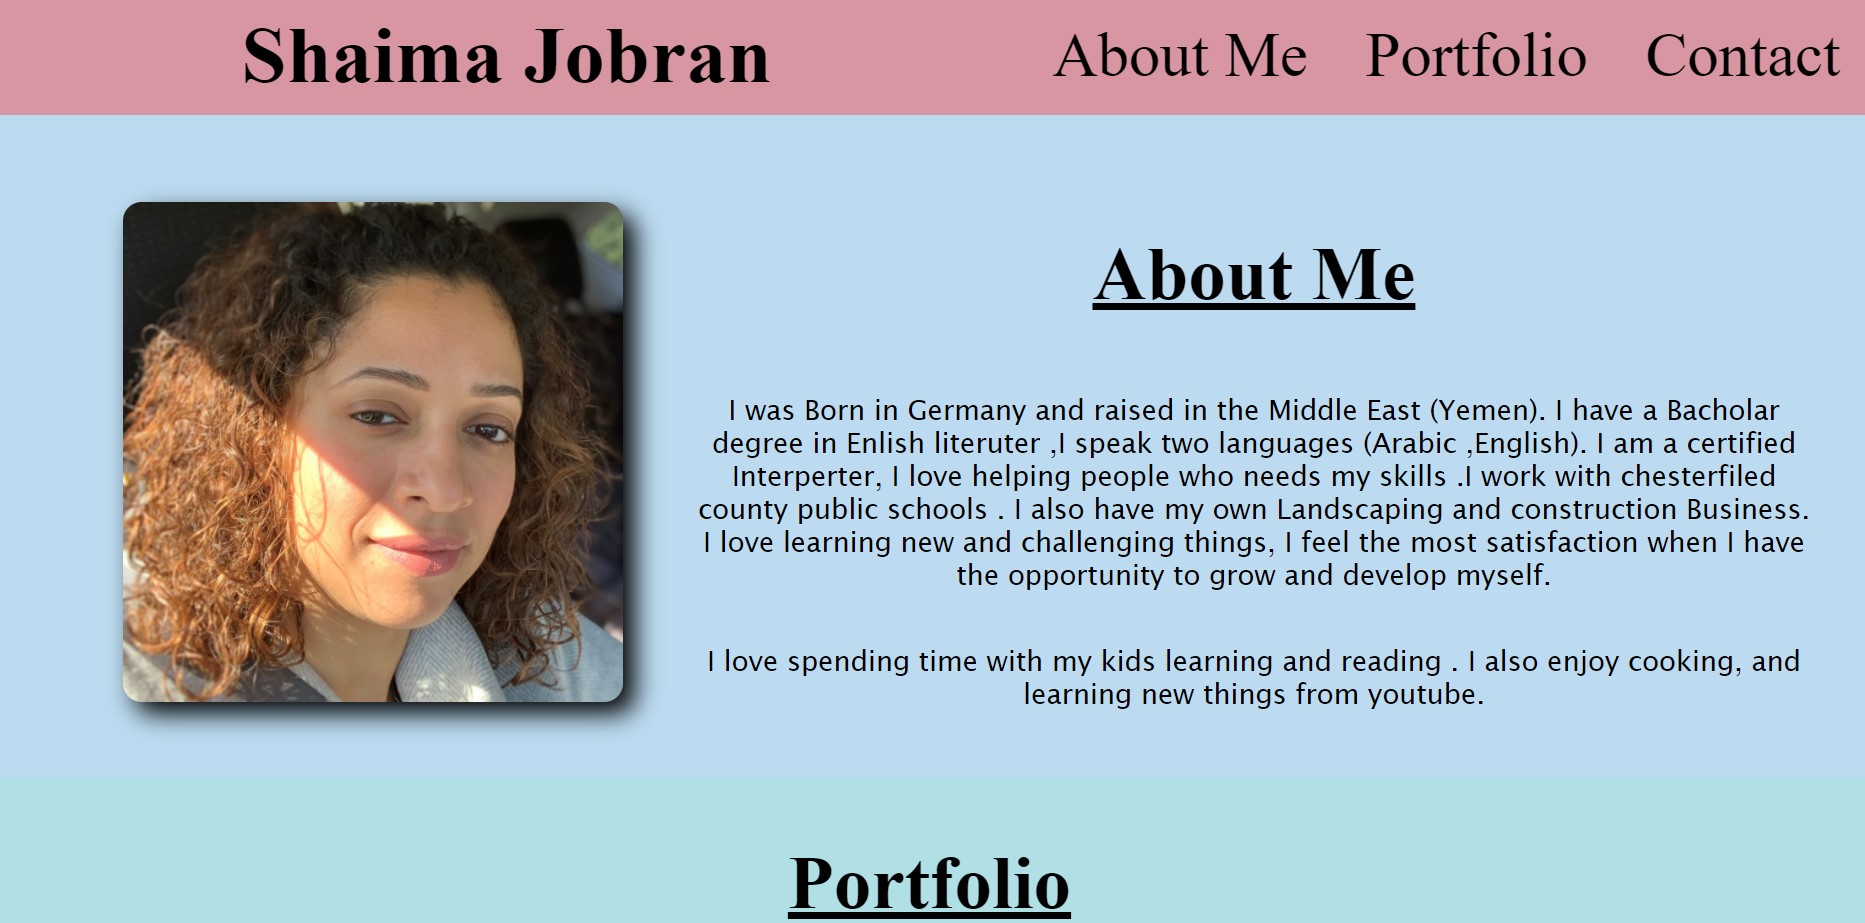 Shaima Jobran
About Me Portfolio Contact
About Me
I was Born in Germany and raised in the Middle East (Yemen). I have a Bacholar
degree in Enlish literuter ,I speak two languages (Arabic ,English). I am a certified
Interperter, I love helping people who needs my skills .I work with chesterfiled
county public schools . I also have my own Landscaping and construction Business.
I love learning new and challenging things, I feel the most satisfaction when I have
the opportunity to grow and develop myself.
I love spending time with my kids learning and reading . I also enjoy cooking, and
learning new things from youtube.
Portfolio